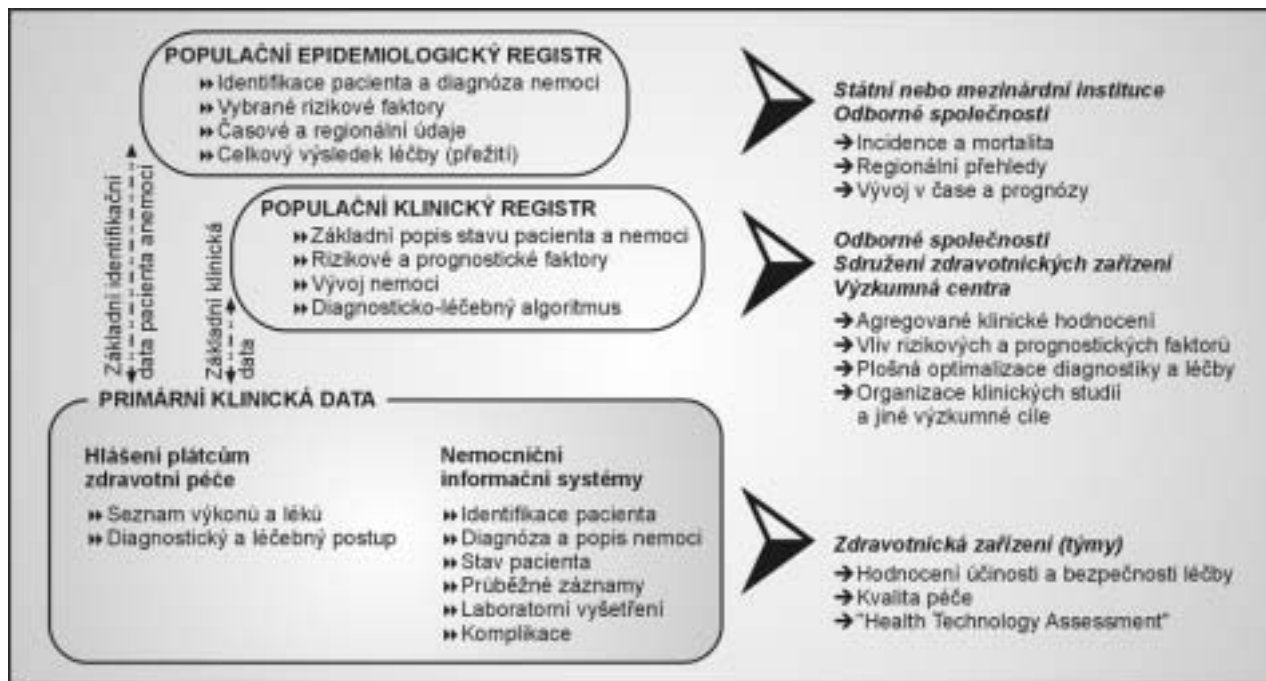 POPULAČNÍ EPIDEMIOLOGICKÝ REGISTR
Identifikace pacienta a diagnóza nemoci
Vybrané rizikové faktory
Časové a regionální údaje
Celkový výsledek léčby (přežití)
Státní nebo mezinárdní instituce
Odborné společnosti
Incidence a mortalita
Regionální přehledy
Vývoj v čase a prognózy
Základní identifikační
data pacienta anemoci
Základní klinická
data
POPULAČNÍ KLINICKÝ REGISTR
Základní popis stavu pacienta a nemoci
Rizikové a prognostické faktory
Vývoj nemoci
Diagnosticko-léčebný algoritmus
Odborné společnosti
Sdružení zdravotnických zařízení
Výzkumná centra
Agregované klinické hodnocení
Vliv rizikových a prognostických faktorů
Plošná optimalizace diagnostiky a léčby
Organizace klinických studií
a jiné výzkumné cíle
PRIMÁRNÍ KLINICKÁ DATA
Hlášení plátcům
zdravotní péče
Seznam výkonů a léků
Diagnostický a léčebný postup
Nemocniční
informační systémy
Identifikace pacienta
Diagnóza a popis nemoci
Stav pacienta
Průběžné záznamy
Laboratorní vyšetření
Komplikace
Zdravotnická zařízení (týmy)
Hodnocení účinosti a bezpečnosti léčby
Kvalita péče
"Health Technology Assessment"